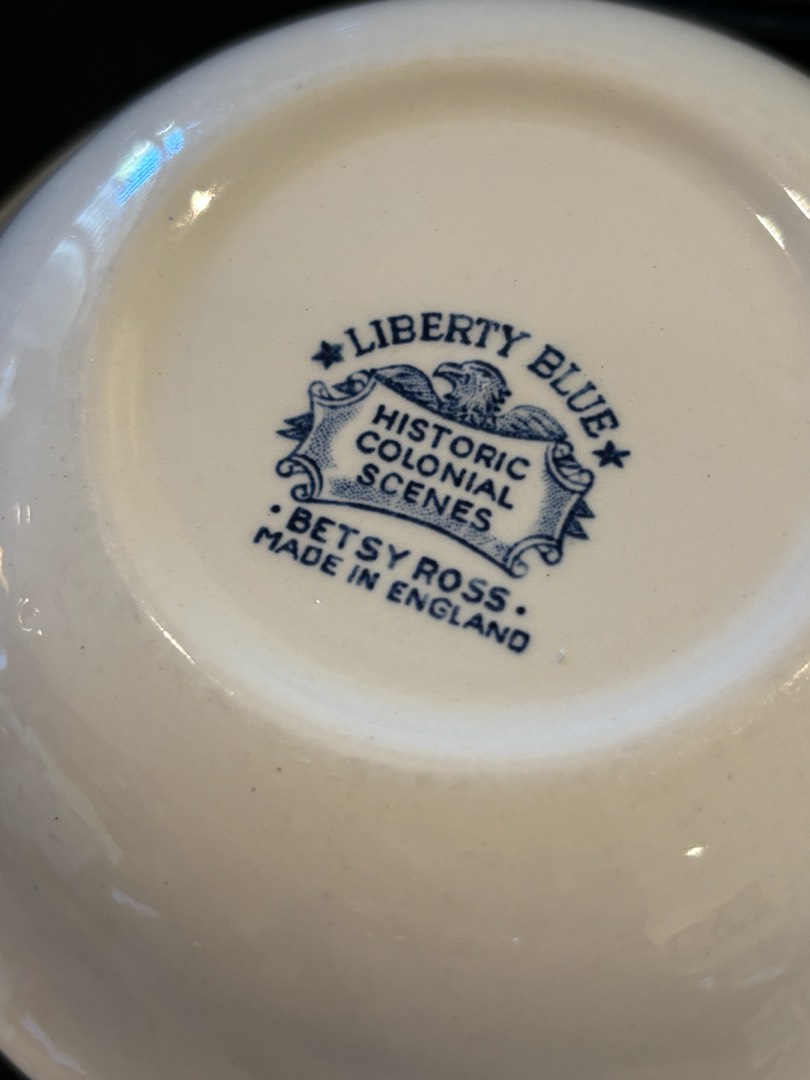 ★LIBERTY BLUE★
HISTORIC
COLONIAL
SCENES
·BETSY ROSS·
MADE IN ENGLAND